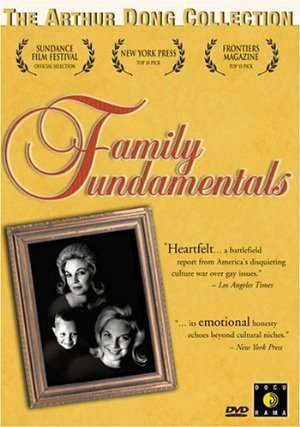 THE ARTHUR DONG COLLECTION
SUNDANCE
FILM FESTIVAL
OFFICIAL SELECTION
NEW YORK PRESS
TOP 10 PICK
FRONTIERS
MAGAZINE
TOP 10 PICK
Family
Fundamentals
"Heartfelt... a battlefield
report from America's disquieting
culture war over gay issues."
– Los Angeles Times
"... its emotional honesty
echoes beyond cultural niches."
– New York Press
DVD
DOCU
RAMA